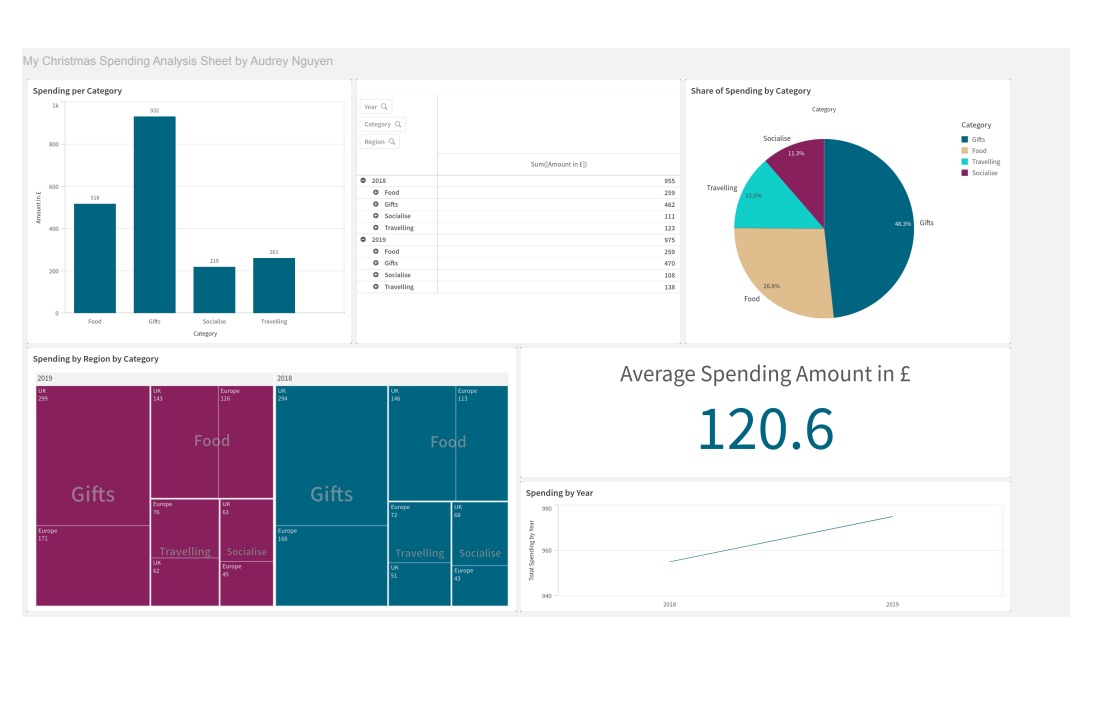 My Christmas Spending Analysis Sheet by Audrey Nguyen
Spending per Category
1k
800
600
400
200
0
Amount in £
518
932
219
261
Food
Gifts
Socialise
Travelling
Category
Year
Category
Region
Sum([Amount in £])
2018 955
Food 259
Gifts 462
Socialise 111
Travelling 123
2019 975
Food 259
Gifts 470
Socialise 108
Travelling 138
Share of Spending by Category
Category
Socialise
11.3%
Travelling
13.5%
Gifts
48.3%
Food
26.8%
Category
Gifts
Food
Travelling
Socialise
Spending by Region by Category
2019
UK
299
Gifts
Europe
171
UK
143
Europe
116
Food
Europe
76
Travelling
UK
62
UK
63
Socialise
Europe
45
2018
UK
294
Gifts
Europe
168
UK
146
Europe
113
Food
Europe
72
Travelling
UK
51
UK
68
Socialise
Europe
43
Average Spending Amount in £
120.6
Spending by Year
Total Spending by Year
980
960
940
2018
2019